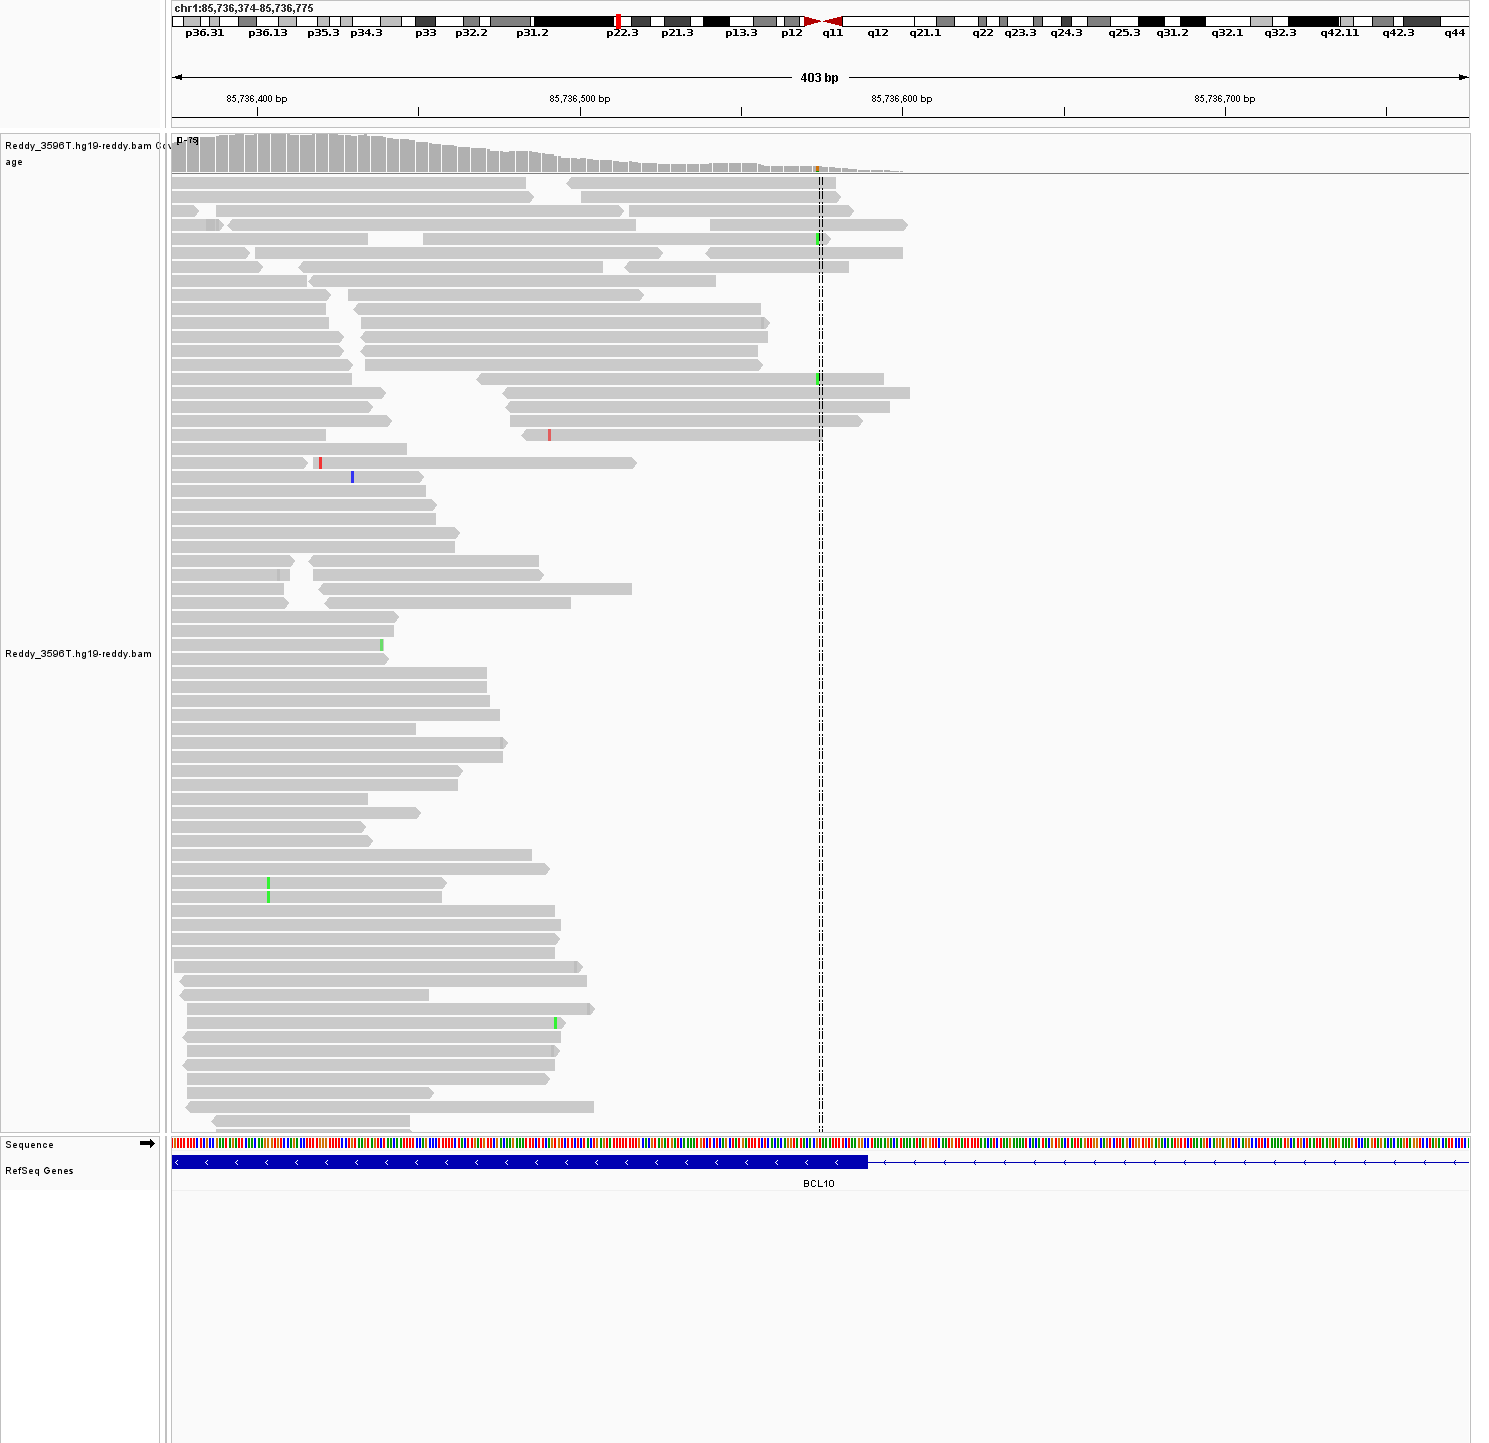 chr1:85,736,374-85,736,775
p36.31 p36.13 p35.3 p34.3 p33 p32.2 p31.2 p22.3 p21.3 p13.3 p12 q11 q12 q21.1 q22 q23.3 q24.3 q25.3 q31.2 q32.1 q32.3 q42.11 q42.3 q44
403 bp
85,736,400 bp 85,736,500 bp 85,736,600 bp 85,736,700 bp
Reddy_3596T.hg19-reddy.bam Cov
age
Reddy_3596T.hg19-reddy.bam
Sequence
RefSeq Genes
BCL10